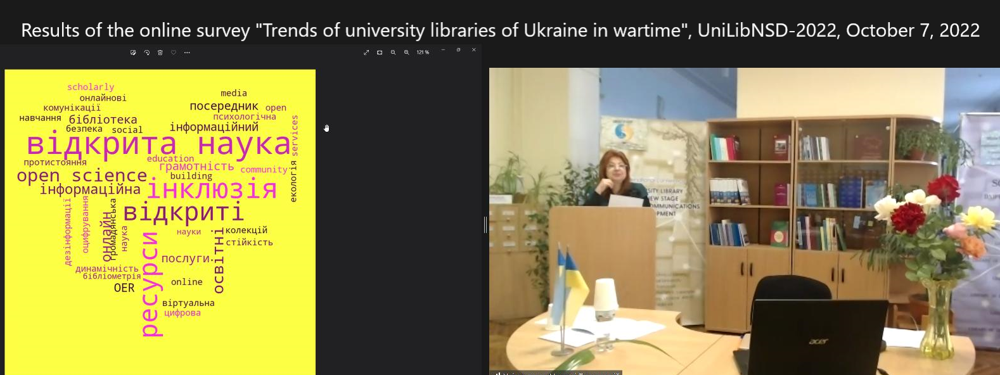 Results of the online survey "Trends of university libraries of Ukraine in wartime", UniLibNSD-2022, October 7, 2022
121 %
scholarly
онлайнові
media
комунікації
посередник
open
навчання
бібліотека
психологічна
безпека
social
інформаційний
services
відкрита наука
протистояння
education
грамотність
community
open science
building
екологія
інформаційна
інклюзія
відкриті
дезінформації
оцифрування
онлайн
громадянська
наука
науки
колекцій
стійкість
ресурси
освітні
послуги
динамічність
бібліометрія
OER
online
віртуальна
цифрова
SITY LIBRARY
EW STAGE
OMMUNICATIONS
OPMENT
acer